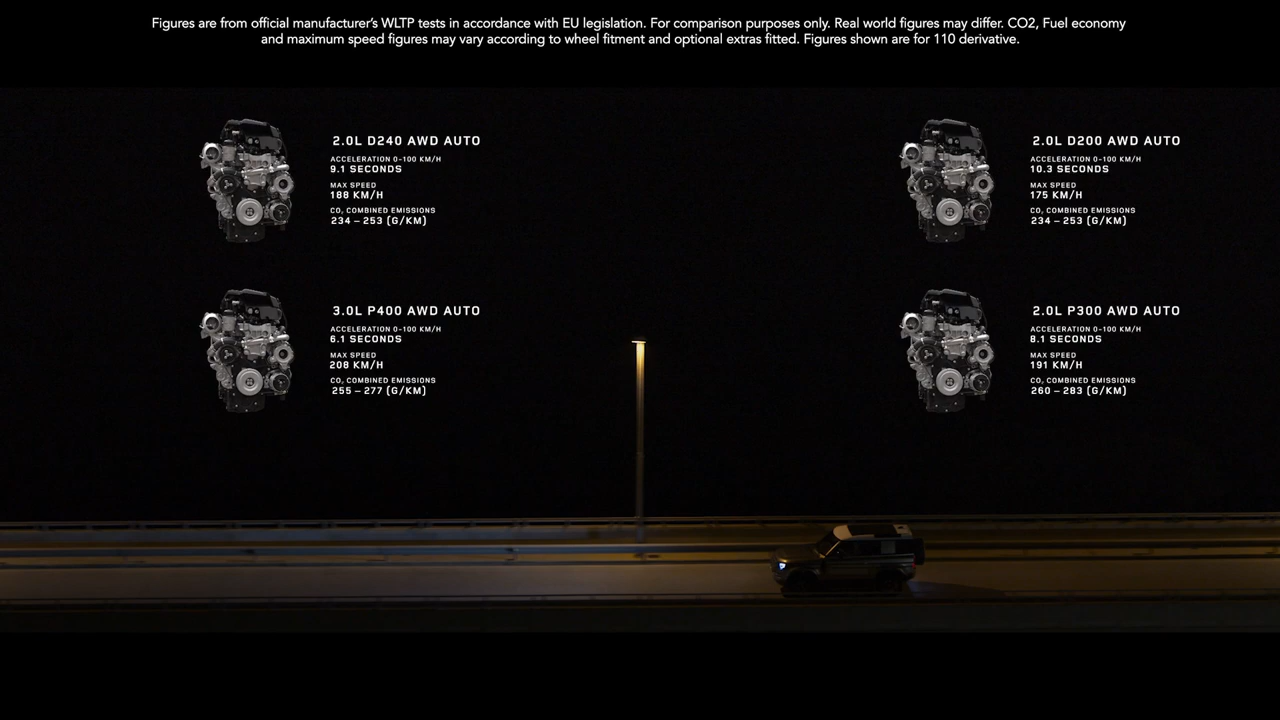 Figures are from official manufacturer's WLTP tests in accordance with EU legislation. For comparison purposes only. Real world figures may differ. CO2, Fuel economy
and maximum speed figures may vary according to wheel fitment and optional extras fitted. Figures shown are for 110 derivative.
2.0L D240 AWD AUTO
ACCELERATION 0-100 KM/H
9.1 SECONDS
MAX SPEED
188 KM/H
CO₂ COMBINED EMISSIONS
234 – 253 (G/KM)
2.0L D200 AWD AUTO
ACCELERATION 0-100 KM/H
10.3 SECONDS
MAX SPEED
175 KM/H
CO₂ COMBINED EMISSIONS
234 – 253 (G/KM)
3.0L P400 AWD AUTO
ACCELERATION 0-100 KM/H
6.1 SECONDS
MAX SPEED
208 KM/H
CO₂ COMBINED EMISSIONS
255 – 277 (G/KM)
2.0L P300 AWD AUTO
ACCELERATION 0-100 KM/H
8.1 SECONDS
MAX SPEED
191 KM/H
CO₂ COMBINED EMISSIONS
260 – 283 (G/KM)